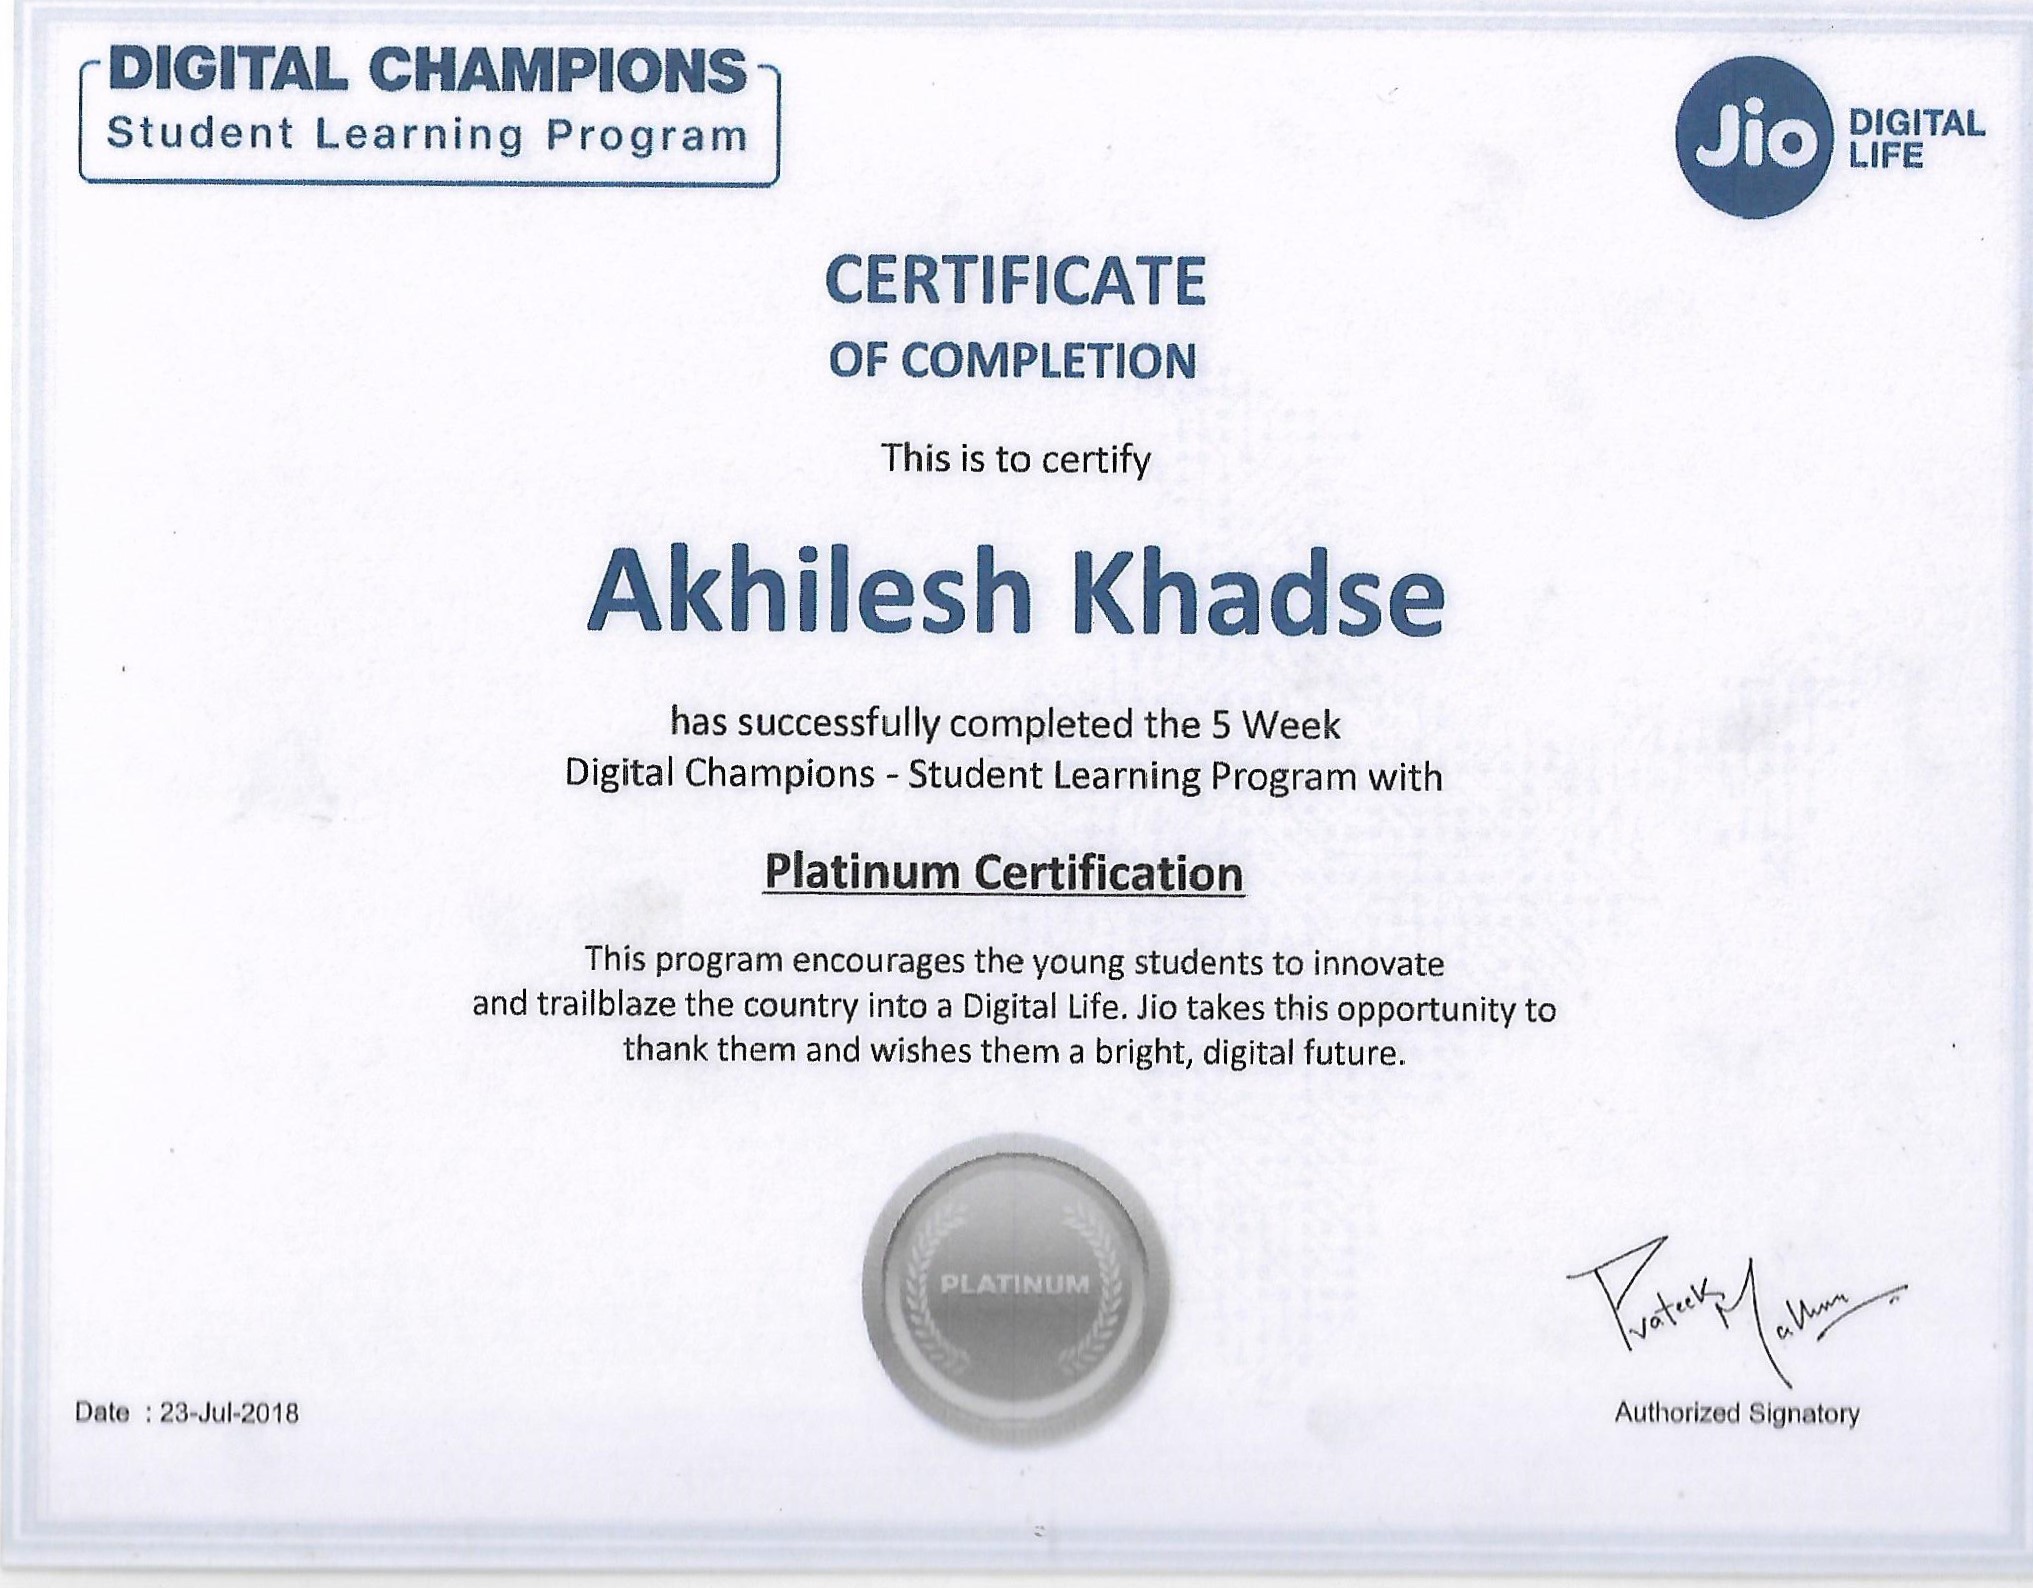 DIGITAL CHAMPIONS
Student Learning Program
Jio
DIGITAL
LIFE
CERTIFICATE
OF COMPLETION
This is to certify
Akhilesh Khadse
has successfully completed the 5 Week
Digital Champions - Student Learning Program with
Platinum Certification
This program encourages the young students to innovate
and trailblaze the country into a Digital Life. Jio takes this opportunity to
thank them and wishes them a bright, digital future.
PLATINUM
Prateek
Date : 23-Jul-2018
Authorized Signatory